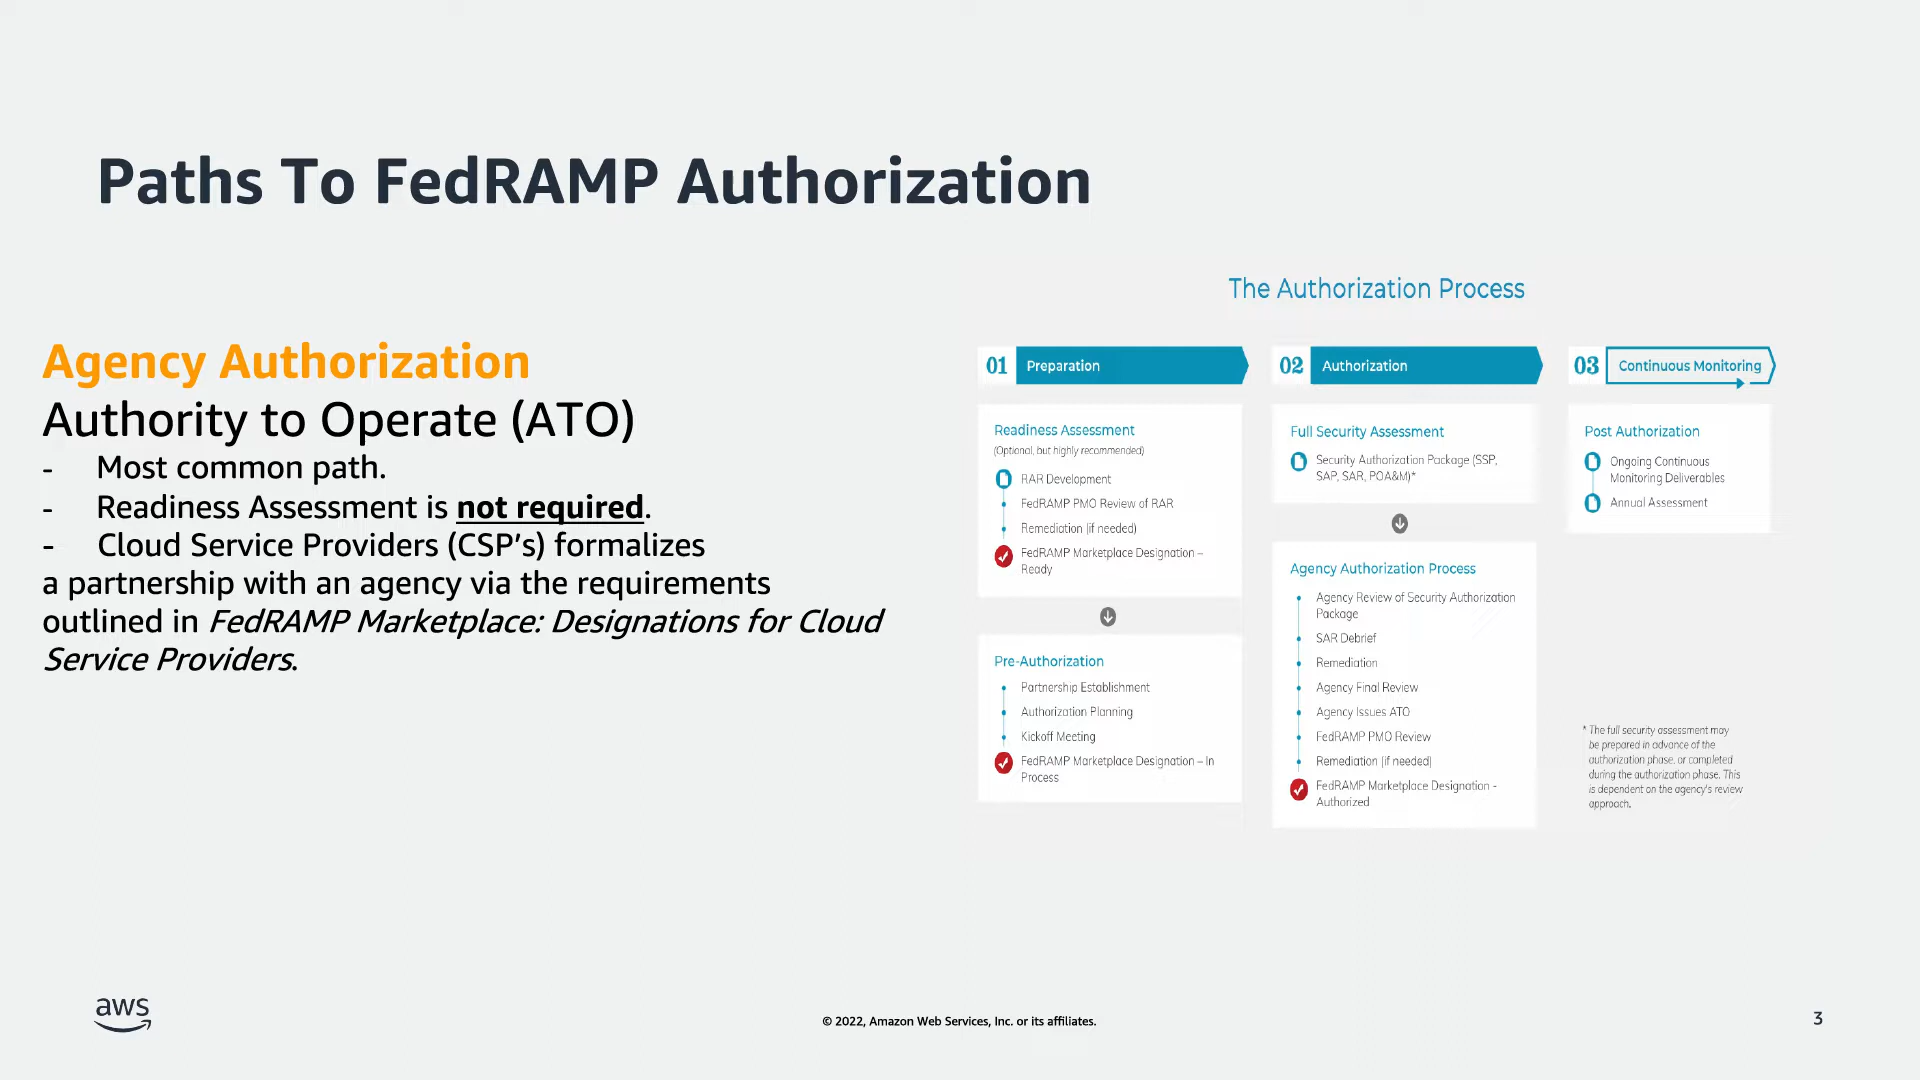 Paths To FedRAMP Authorization
Agency Authorization
Authority to Operate (ATO)
- Most common path.
- Readiness Assessment is not required.
- Cloud Service Providers (CSP’s) formalizes
a partnership with an agency via the requirements
outlined in FedRAMP Marketplace: Designations for Cloud
Service Providers.
The Authorization Process
01 Preparation
Readiness Assessment
(Optional, but highly recommended)
RAR Development
FedRAMP PMO Review of RAR
Remediation (if needed)
FedRAMP Marketplace Designation –
Ready
Pre-Authorization
Partnership Establishment
Authorization Planning
Kickoff Meeting
FedRAMP Marketplace Designation – In
Process
02 Authorization
Full Security Assessment
Security Authorization Package (SSP,
SAP, SAR, POA&M)*
Agency Authorization Process
Agency Review of Security Authorization
Package
SAR Debrief
Remediation
Agency Final Review
Agency Issues ATO
FedRAMP PMO Review
Remediation (if needed)
FedRAMP Marketplace Designation -
Authorized
03 Continuous Monitoring
Post Authorization
Ongoing Continuous
Monitoring Deliverables
Annual Assessment
* The full security assessment may
be prepared in advance of the
authorization phase, or completed
during the authorization phase. This
is dependent on the agency's review
approach.
aws
© 2022, Amazon Web Services, Inc. or its affiliates.
3